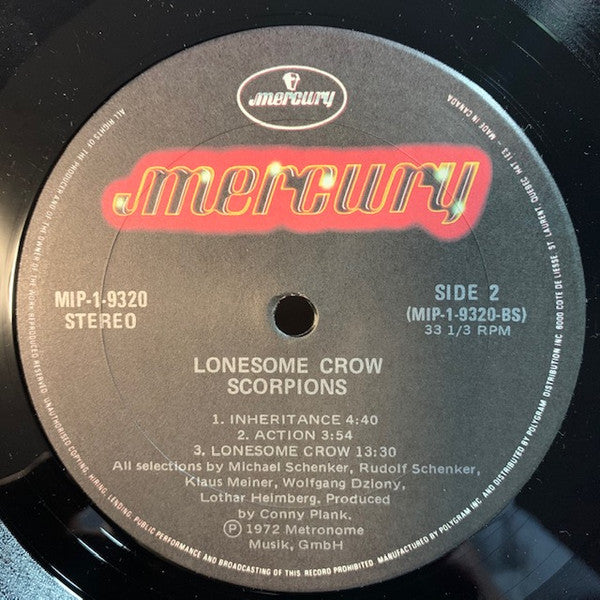 mercury
mercury
MIP-1-9320
STEREO
SIDE 2
(MIP-1-9320-BS)
33 1/3 RPM
LONESOME CROW
SCORPIONS
1. INHERITANCE 4:40
2. ACTION 3:54
3. LONESOME CROW 13:30
All selections by Michael Schenker, Rudolf Schenker,
Klaus Meiner, Wolfgang Dziony,
Lothar Heimberg. Produced
by Conny Plank.
Ⓟ 1972 Metronome
Musik, GmbH
ALL RIGHTS OF THE PRODUCER AND OF THE OWNER OF THE WORK REPRODUCED RESERVED. UNAUTHORISED COPYING, HIRING, LENDING, PUBLIC PERFORMANCE AND BROADCASTING OF THIS RECORD PROHIBITED. MANUFACTURED BY POLYGRAM INC AND DISTRIBUTED BY POLYGRAM DISTRIBUTION INC. 6000 COTE DE LIESSE, ST. LAURENT, QUEBEC H4T 1E3 - MADE IN CANADA